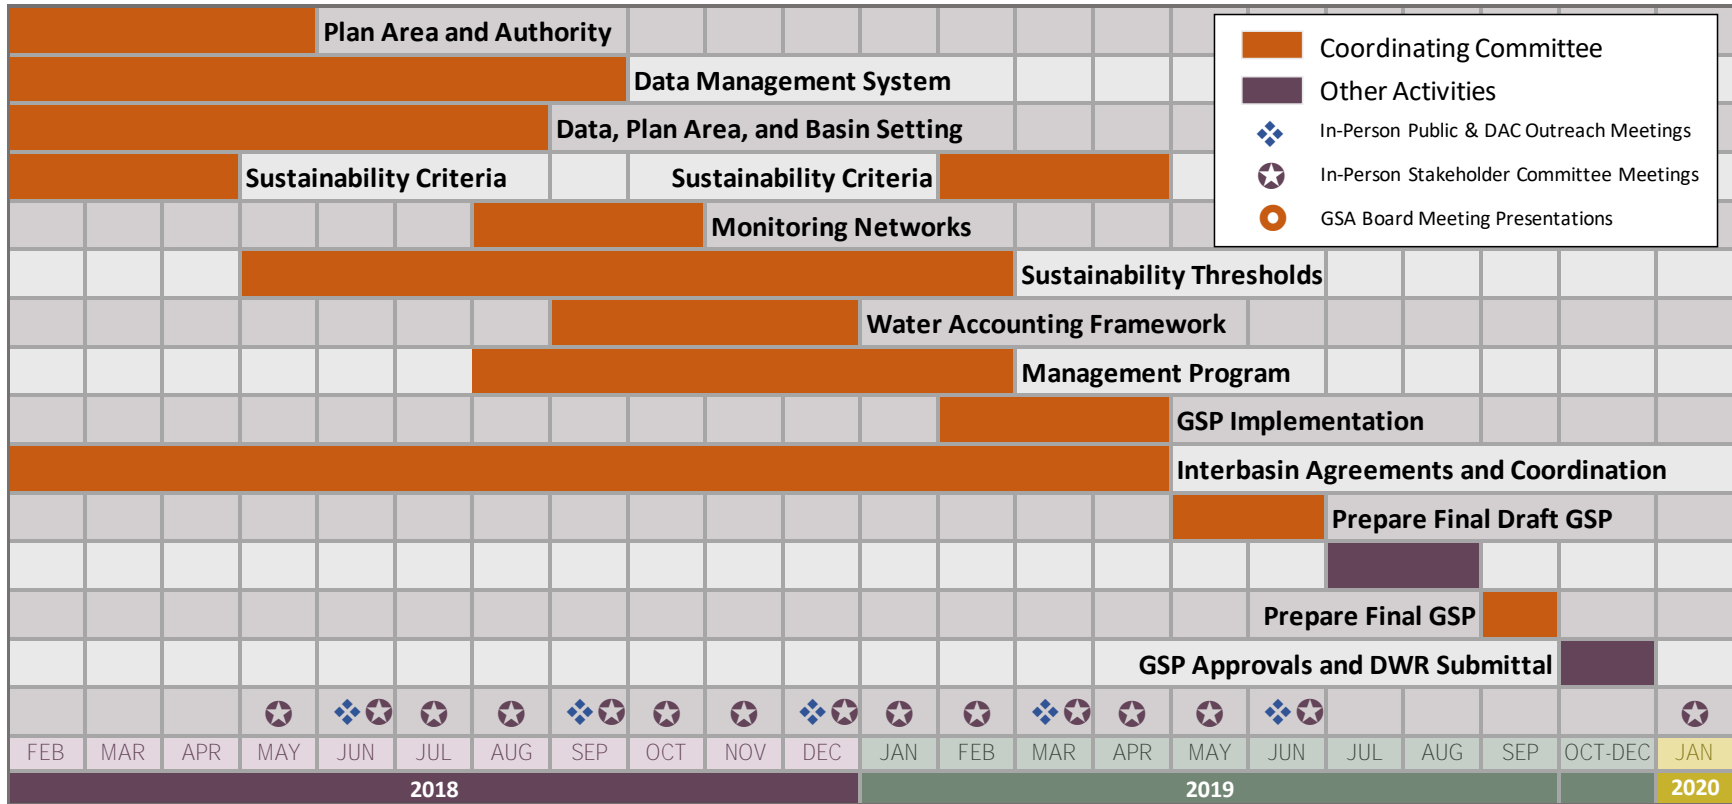 Plan Area and Authority
Data Management System
Data, Plan Area, and Basin Setting
Sustainability Criteria
Sustainability Criteria
Monitoring Networks
Sustainability Thresholds
Water Accounting Framework
Management Program
GSP Implementation
Interbasin Agreements and Coordination
Prepare Final Draft GSP
Prepare Final GSP
GSP Approvals and DWR Submittal
Coordinating Committee
Other Activities
In-Person Public & DAC Outreach Meetings
In-Person Stakeholder Committee Meetings
GSA Board Meeting Presentations
FEB MAR APR MAY JUN JUL AUG SEP OCT NOV DEC JAN FEB MAR APR MAY JUN JUL AUG SEP OCT-DEC JAN
2018 2019 2020